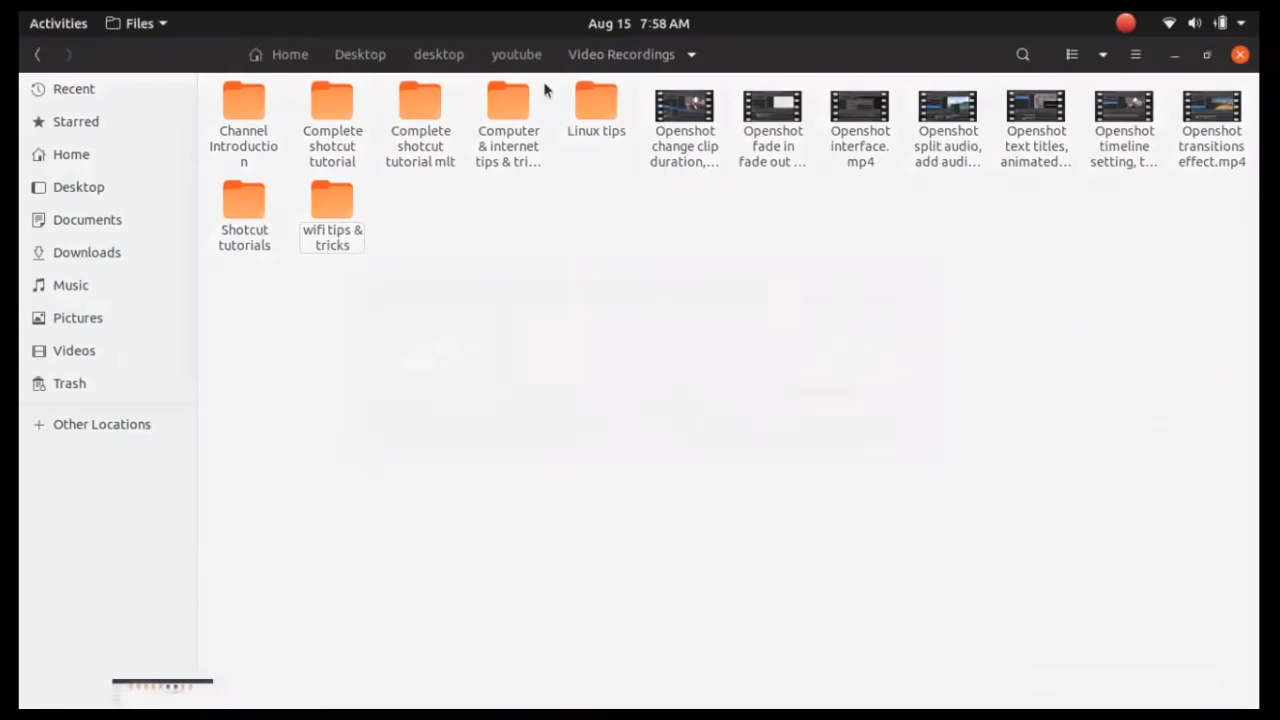 Activities Files Aug 15 7:58 AM
Home Desktop desktop youtube Video Recordings
Recent
Starred
Home
Desktop
Documents
Downloads
Music
Pictures
Videos
Trash
Other Locations
Channel
Introductio
n
Complete
shotcut
tutorial
Complete
shotcut
tutorial mlt
Computer
& internet
tips & tri...
Linux tips
Openshot
change clip
duration,...
Openshot
fade in
fade out ...
Openshot
interface.
mp4
Openshot
split audio,
add audi...
Openshot
text titles,
animated...
Openshot
timeline
setting, t...
Openshot
transitions
effect.mp4
Shotcut
tutorials
wifi tips &
tricks